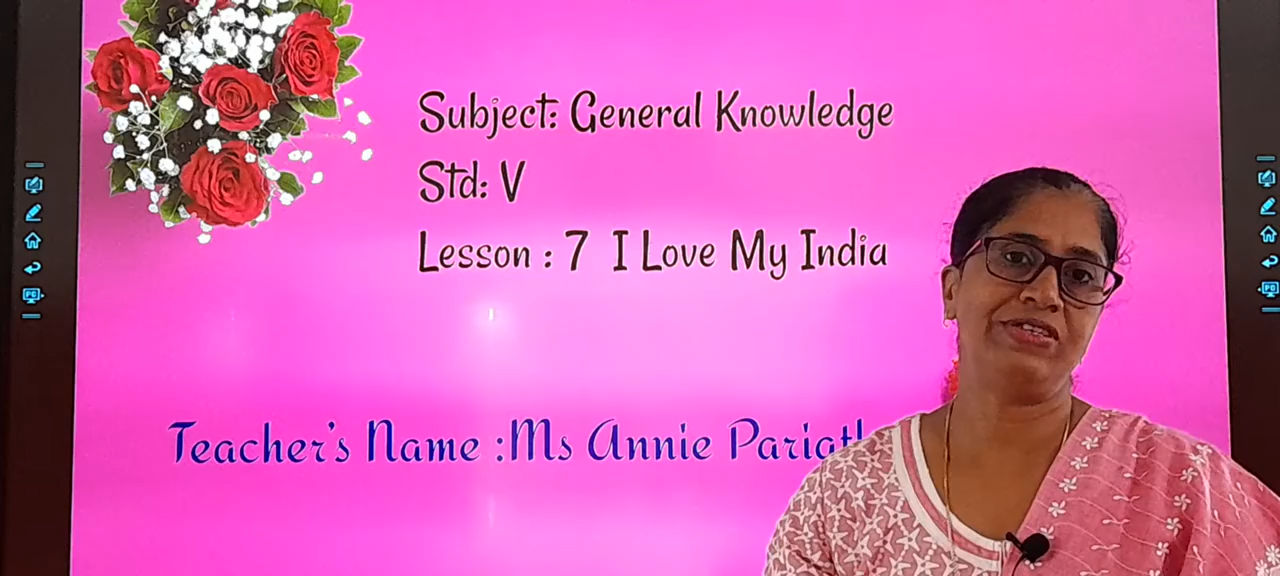 Subject: General Knowledge
Std: V
Lesson : 7 I Love My India
Teacher's Name :Ms Annie